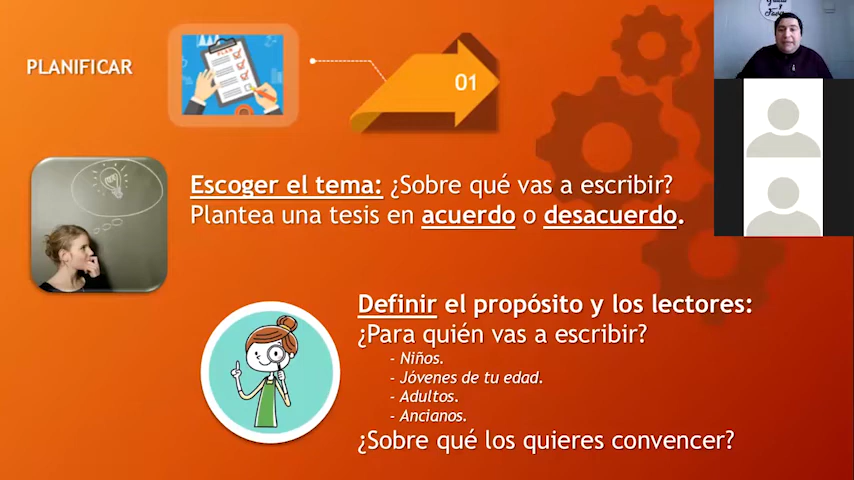 PLANIFICAR
PLAN
01
Escoger el tema: ¿Sobre qué vas a escribir?
Plantea una tesis en acuerdo o desacuerdo.
Definir el propósito y los lectores:
¿Para quién vas a escribir?
- Niños.
- Jóvenes de tu edad.
- Adultos.
- Ancianos.
¿Sobre qué los quieres convencer?